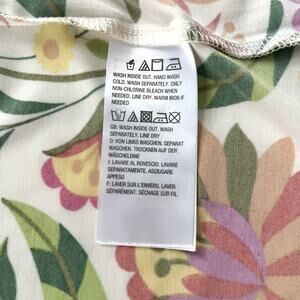 WASH INSIDE OUT. HAND WASH
COLD. WASH SEPARATELY. ONLY
NON-CHLORINE BLEACH WHEN
NEEDED. LINE DRY. WARM IRON IF
NEEDED
GB: WASH INSIDE OUT. WASH
SEPARATELY. LINE DRY
D: VON LINKS WASCHEN. SEPARAT
WASCHEN. TROCKNEN AUF DER
WÄSCHELEINE
I: LAVARE AL ROVESCIO. LAVARE
SEPARATAMENTE. ASCIUGARE
APPESO
F: LAVER SUR L'ENVERS. LAVER
SÉPARÉMENT. SÉCHAGE SUR FIL